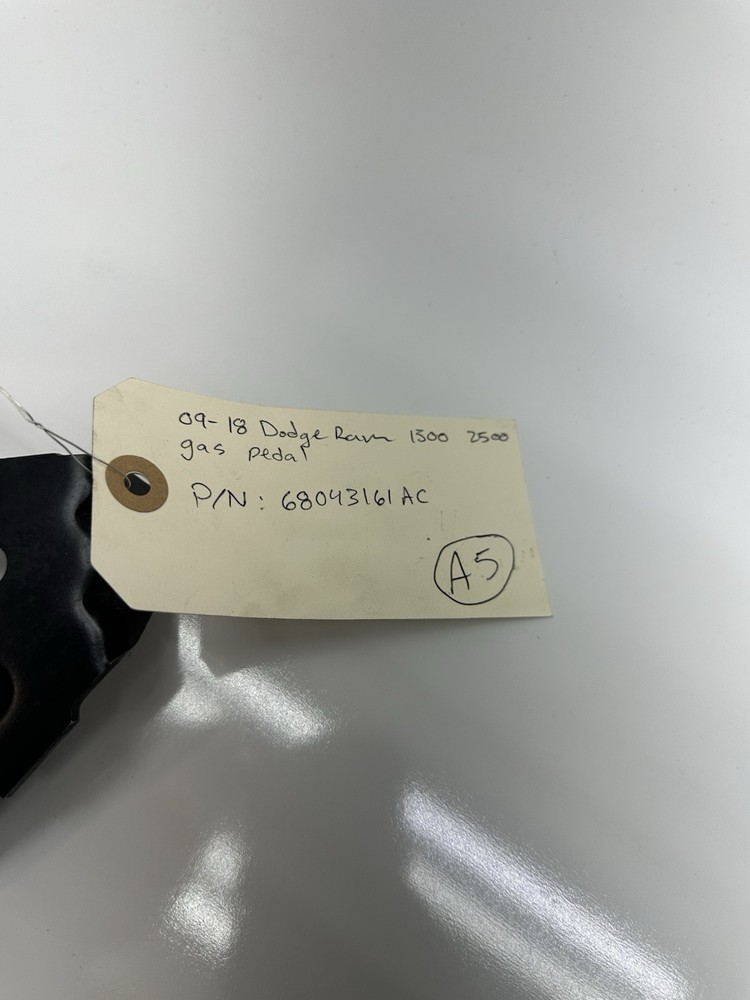 09-18 Dodge Ram 1500 2500
gas pedal
P/N: 68043161AC
A5